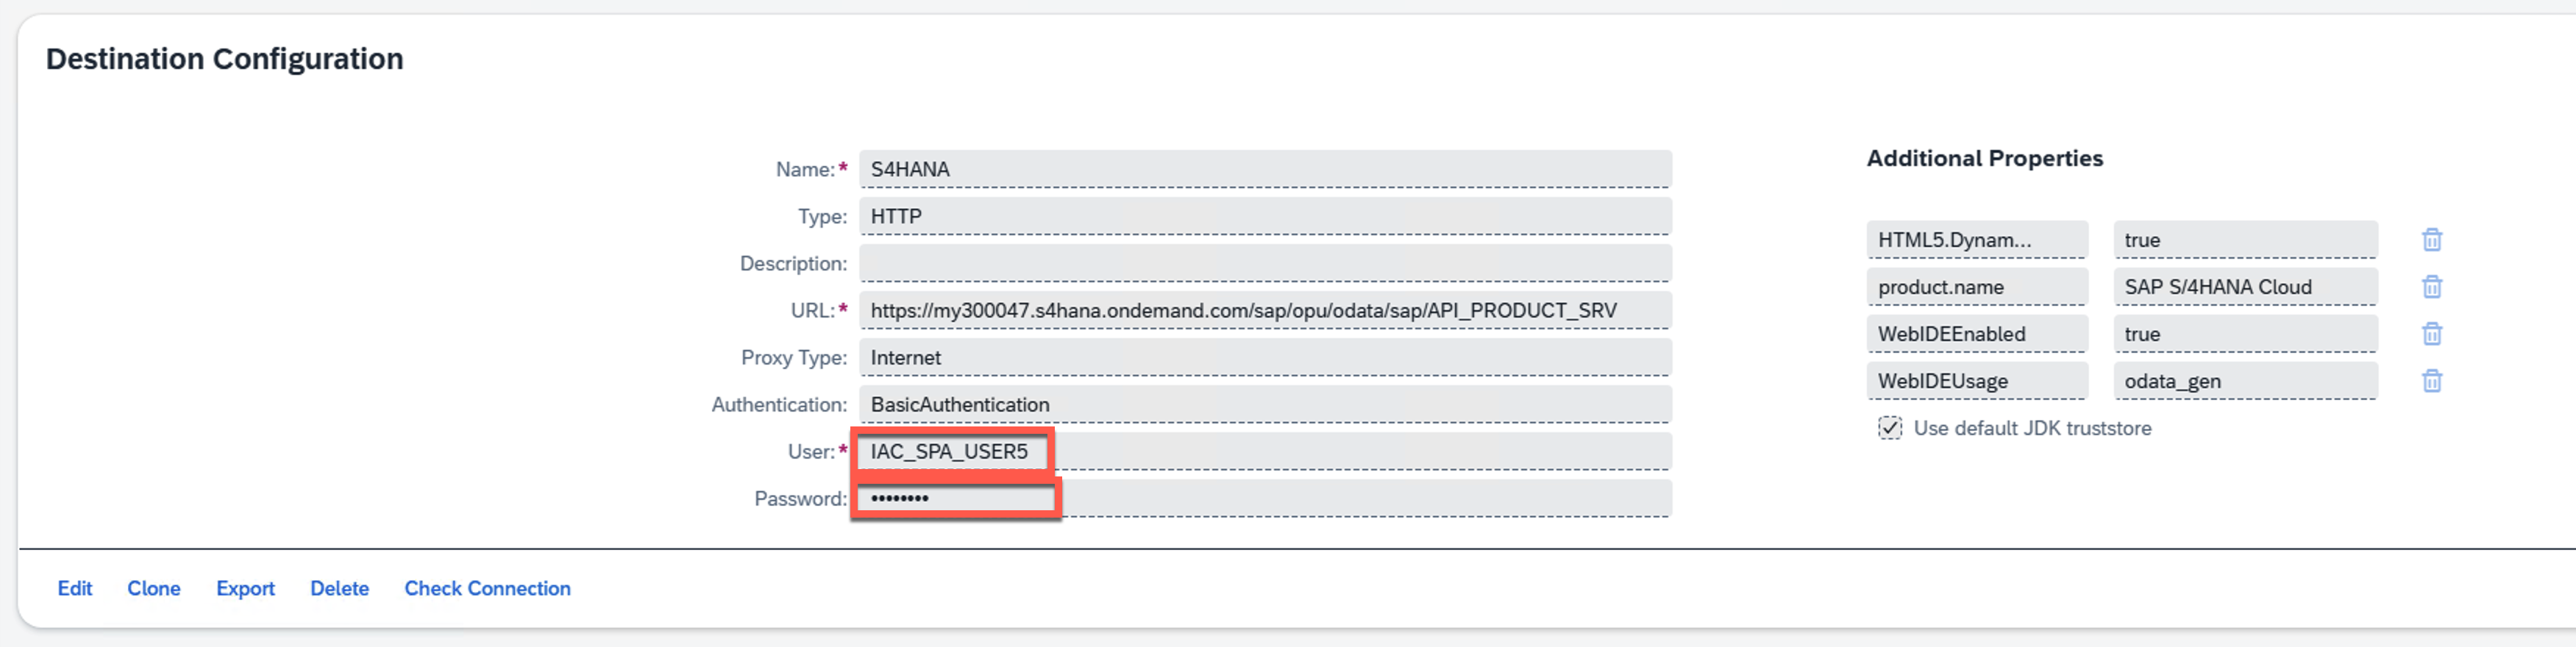 Destination Configuration
Name:* S4HANA
Type: HTTP
Description:
URL:* https://my300047.s4hana.ondemand.com/sap/opu/odata/sap/API_PRODUCT_SRV
Proxy Type: Internet
Authentication: BasicAuthentication
User:* IAC_SPA_USER5
Password: ••••••••
Additional Properties
HTML5.Dynam... true
product.name SAP S/4HANA Cloud
WebIDEEnabled true
WebIDEUsage odata_gen
Use default JDK truststore
Edit Clone Export Delete Check Connection